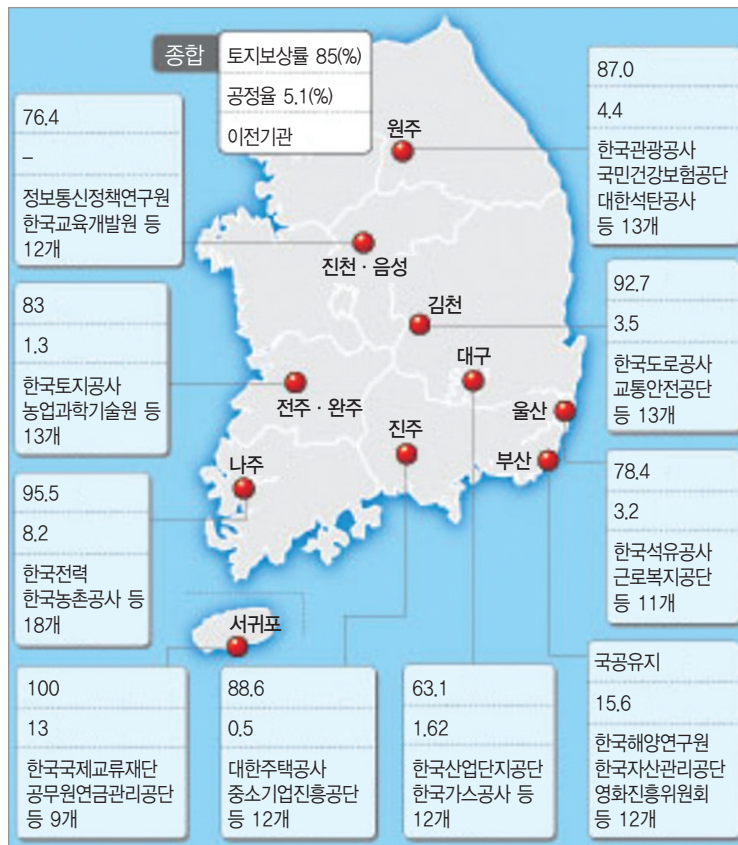 종합
토지보상률 85(%)
공정율 5.1(%)
이전기관
87.0
4.4
한국관광공사
국민건강보험공단
대한석탄공사
등 13개
76.4
–
정보통신정책연구원
한국교육개발원 등
12개
원주
진천·음성
김천
대구
전주·완주
울산
진주
부산
나주
서귀포
92.7
3.5
한국도로공사
교통안전공단
등 13개
83
1.3
한국토지공사
농업과학기술원 등
13개
78.4
3.2
한국석유공사
근로복지공단
등 11개
95.5
8.2
한국전력
한국농촌공사 등
18개
100
13
한국국제교류재단
공무원연금관리공단
등 9개
88.6
0.5
대한주택공사
중소기업진흥공단
등 12개
63.1
1.62
한국산업단지공단
한국가스공사 등
12개
국공유지
15.6
한국해양연구원
한국자산관리공단
영화진흥위원회
등 12개